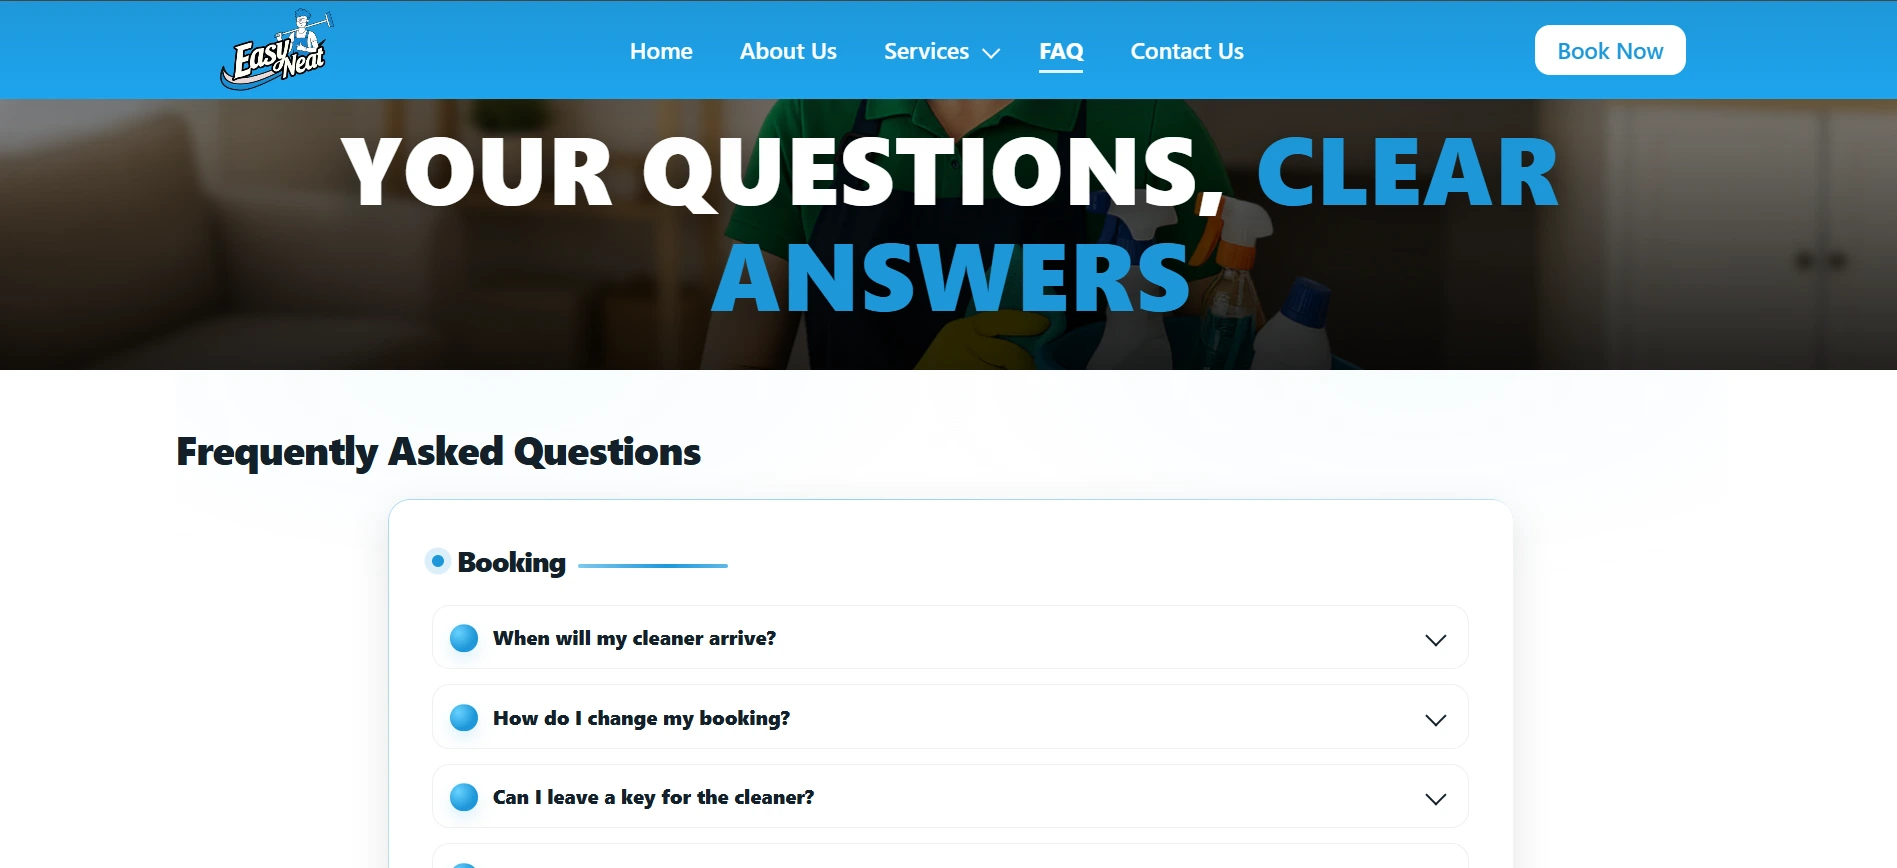 Easy
Neat
Home
About Us
Services
FAQ
Contact Us
Book Now
YOUR QUESTIONS, CLEAR
ANSWERS
Frequently Asked Questions
Booking
When will my cleaner arrive?
How do I change my booking?
Can I leave a key for the cleaner?